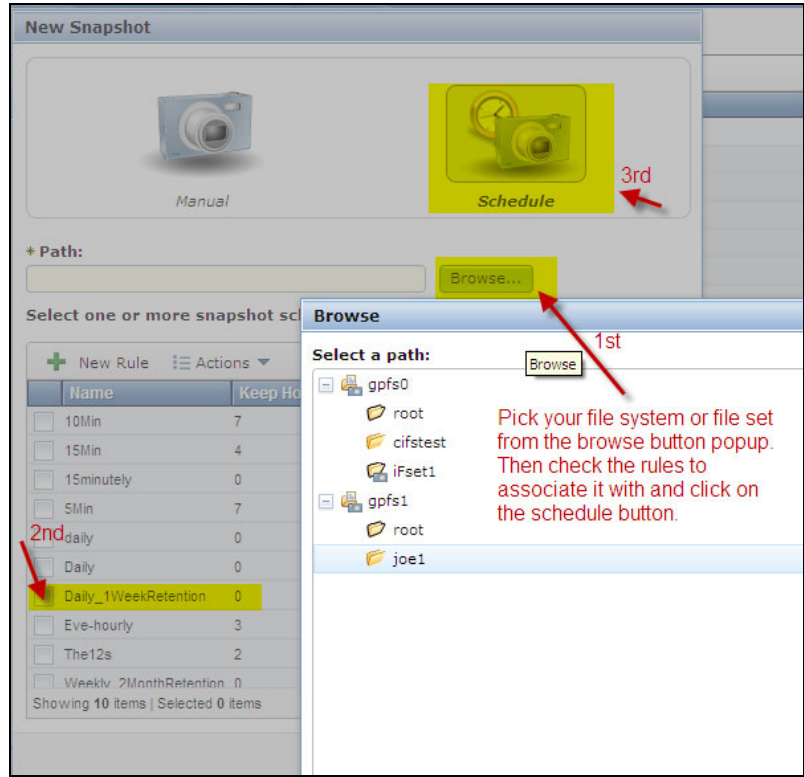 New Snapshot
Manual
Schedule
3rd
* Path:
Browse...
Select one or more snapshot sc
1st
Browse
Select a path:
Browse
New Rule Actions
Name Keep Ho
10Min 7
15Min 4
15minutely 0
5Min 7
2nd
daily 0
Daily 0
Daily_1WeekRetention 0
Eve-hourly 3
The12s 2
Weekly_2MonthRetention 0
Showing 10 items | Selected 0 items
gpfs0
root
cifstest
iFset1
gpfs1
root
joe1
Pick your file system or file set
from the browse button popup.
Then check the rules to
associate it with and click on
the schedule button.